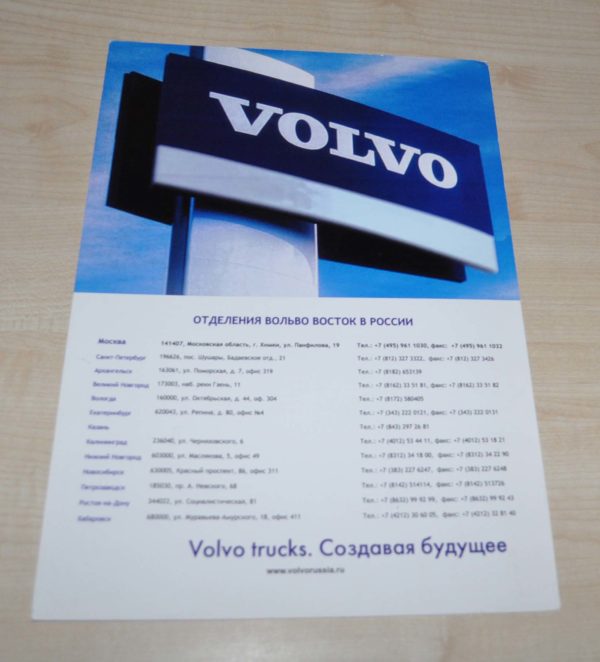 VOLVO
ОТДЕЛЕНИЯ ВОЛЬВО ВОСТОК В РОССИИ
Москва 141407, Московская область, г. Химки, ул. Панфилова, 19 Тел.: +7 (495) 961 1030, факс: +7 (495) 961 1032
Санкт-Петербург 196626, пос. Шушары, Бадаевское отд., 21 Тел.: +7 (812) 327 3322, факс: +7 (812) 327 3426
Архангельск 163061, ул. Поморская, д. 7, офис 319 Тел.: +7 (8182) 653139
Великий Новгород 173003, наб. реки Гзень, 11 Тел.: +7 (8162) 33 51 81, факс: +7 (8162) 33 51 82
Вологда 160000, ул. Октябрьская, д. 44, оф. 304 Тел.: +7 (8172) 580405
Екатеринбург 620043, ул. Репина, д. 80, офис №4 Тел.: +7 (343) 222 0121, факс: +7 (343) 222 0131
Казань Тел.: +7 (843) 297 26 81
Калининград 236040, ул. Черняховского, 6 Тел.: +7 (4012) 53 44 11, факс: +7 (4012) 53 18 21
Нижний Новгород 603000, ул. Маслякова, 5, офис 49 Тел.: +7 (8312) 34 18 00, факс: +7 (8312) 34 22 90
Новосибирск 630005, Красный проспект, 86, офис 311 Тел.: +7 (383) 227 6247, факс: +7 (383) 227 6248
Петрозаводск 185030, пр. А. Невского, 68 Тел.: +7 (8142) 514114, факс: +7 (8142) 513726
Ростов-на-Дону 344022, ул. Социалистическая, 81 Тел.: +7 (8632) 99 92 99, факс: +7 (8632) 99 92 43
Хабаровск 680000, ул. Муравьева Амурского, 18, офис 411 Тел.: +7 (4212) 30 60 05, факс: +7 (4212) 32 81 40
Volvo trucks. Создавая будущее
www.volvorussia.ru